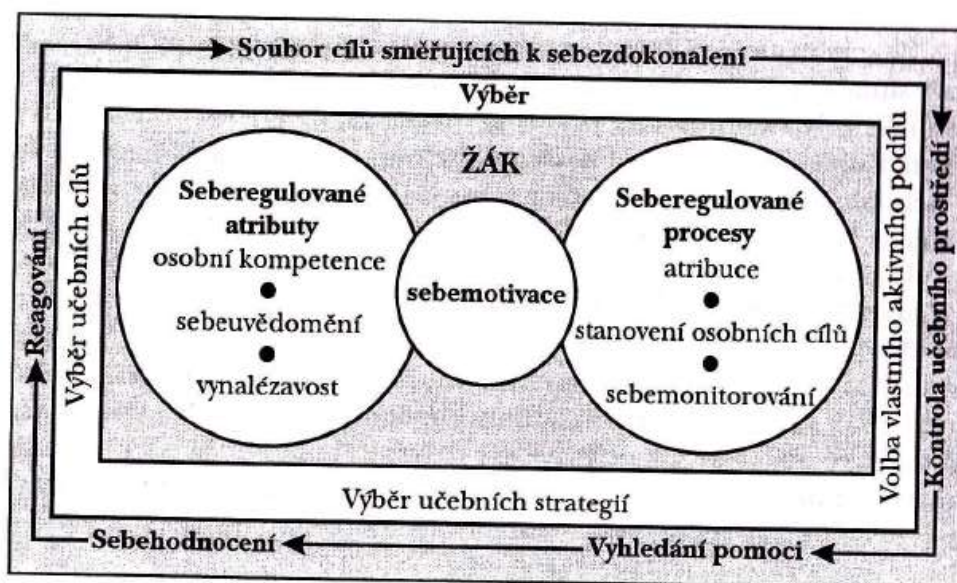 Soubor cílů směřujících k sebezdokonalení
Výběr
ŽÁK
Seberegulované
atributy
osobní kompetence
sebeuvědomění
vynalézavost
sebemotivace
Seberegulované
procesy
atribuce
stanovení osobních cílů
sebemonitorování
Reagování
Výběr učebních cílů
Volba vlastního aktivního podílu
Kontrola učebního prostředí
Výběr učebních strategií
Sebehodnocení
Vyhledání pomoci